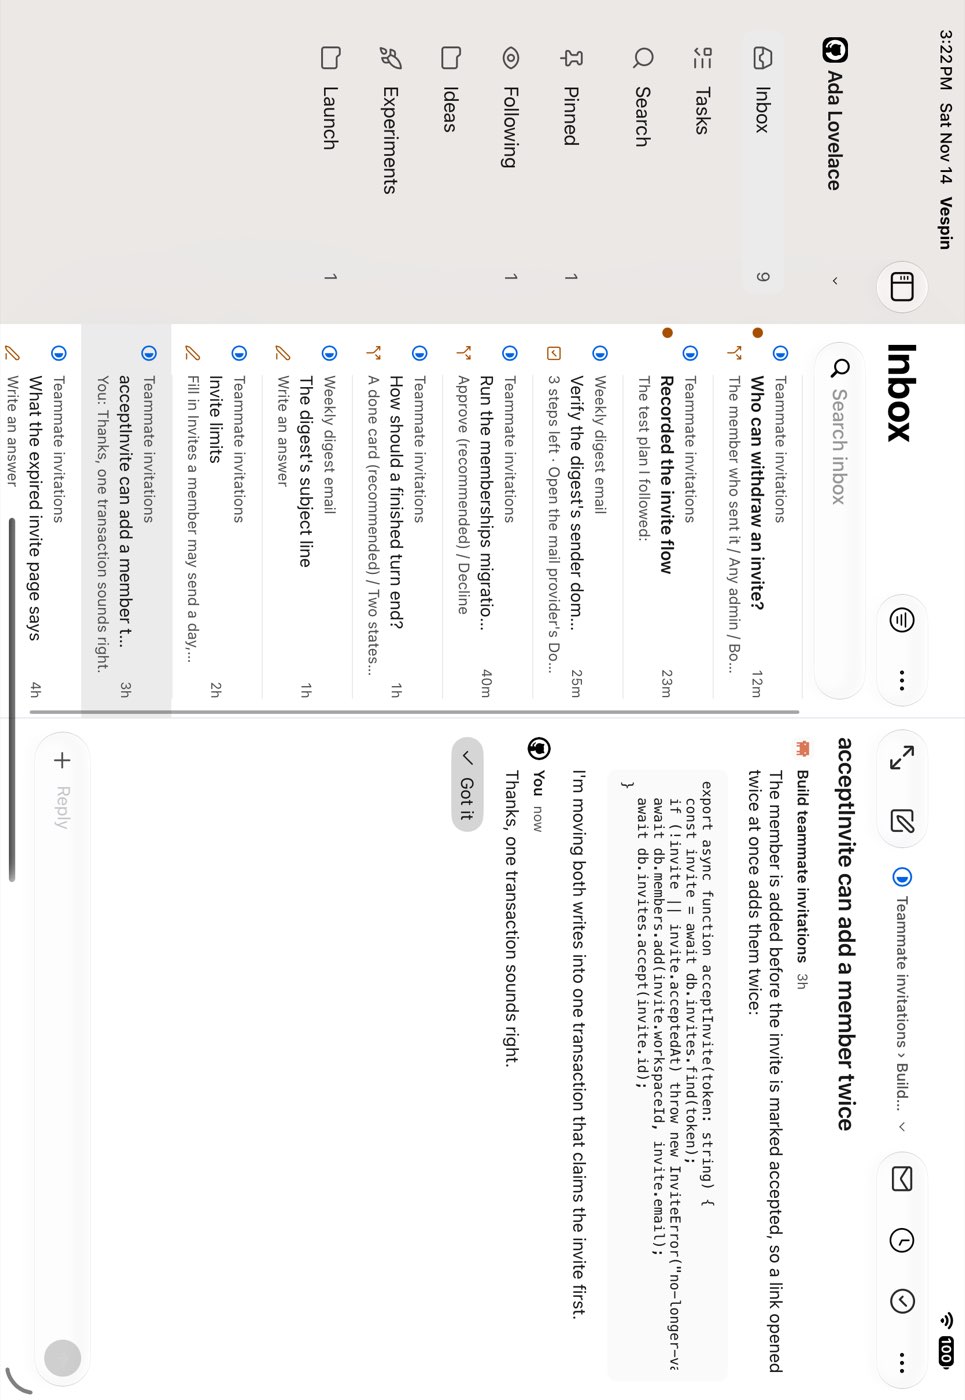 3:22 PM Sat Nov 14 Vespin
100
Ada Lovelace
Inbox 9
Tasks
Search
Pinned 1
Following 1
Ideas
Experiments
Launch 1
Inbox
Search inbox
Teammate invitations
Who can withdraw an invite? 12m
The member who sent it / Any admin / Bo...
Teammate invitations
Recorded the invite flow 23m
The test plan I followed:
Weekly digest email
Verify the digest's sender dom... 25m
3 steps left · Open the mail provider's Do...
Teammate invitations
Run the memberships migratio... 40m
Approve (recommended) / Decline
Teammate invitations
How should a finished turn end? 1h
A done card (recommended) / Two states...
Weekly digest email
The digest's subject line 1h
Write an answer
Teammate invitations
Invite limits 2h
Fill in Invites a member may send a day,...
Teammate invitations
acceptInvite can add a member t... 3h
You: Thanks, one transaction sounds right.
Teammate invitations
What the expired invite page says 4h
Write an answer
Teammate invitations › Build...
acceptInvite can add a member twice
Build teammate invitations 3h
The member is added before the invite is marked accepted, so a link opened
twice at once adds them twice:
export async function acceptInvite(token: string) {
  const invite = await db.invites.find(token);
  if (!invite || invite.acceptedAt) throw new InviteError("no-longer-va
  await db.members.add(invite.workspaceId, invite.email);
  await db.invites.accept(invite.id);
}
I'm moving both writes into one transaction that claims the invite first.
You now
Thanks, one transaction sounds right.
Got it
Reply